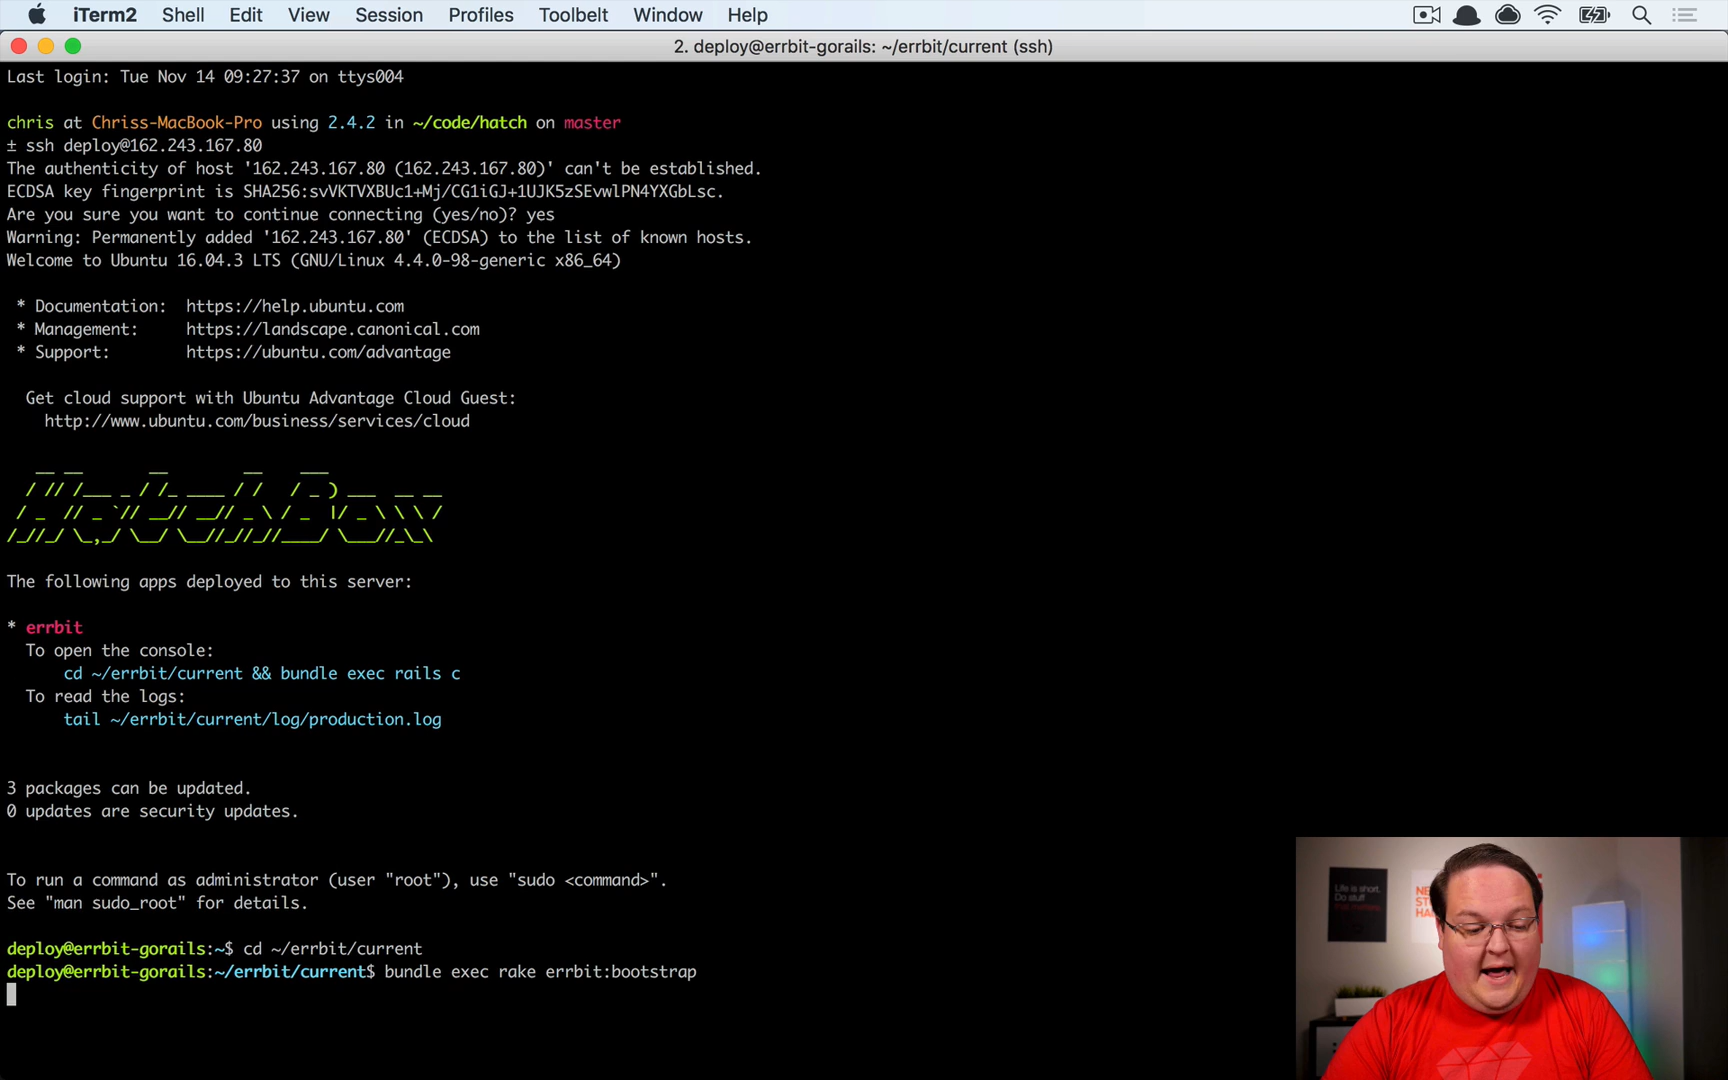 iTerm2 Shell Edit View Session Profiles Toolbelt Window Help
2. deploy@errbit-gorails: ~/errbit/current (ssh)
Last login: Tue Nov 14 09:27:37 on ttys004
chris at Chriss-MacBook-Pro using 2.4.2 in ~/code/hatch on master
± ssh deploy@162.243.167.80
The authenticity of host '162.243.167.80 (162.243.167.80)' can't be established.
ECDSA key fingerprint is SHA256:svVKTVXBUc1+Mj/CG1iGJ+1UJK5zSEvwlPN4YXGbLsc.
Are you sure you want to continue connecting (yes/no)? yes
Warning: Permanently added '162.243.167.80' (ECDSA) to the list of known hosts.
Welcome to Ubuntu 16.04.3 LTS (GNU/Linux 4.4.0-98-generic x86_64)
* Documentation: https://help.ubuntu.com
* Management: https://landscape.canonical.com
* Support: https://ubuntu.com/advantage
Get cloud support with Ubuntu Advantage Cloud Guest:
http://www.ubuntu.com/business/services/cloud
HatchBox
The following apps deployed to this server:
* errbit
To open the console:
cd ~/errbit/current && bundle exec rails c
To read the logs:
tail ~/errbit/current/log/production.log
3 packages can be updated.
0 updates are security updates.
To run a command as administrator (user "root"), use "sudo <command>".
See "man sudo_root" for details.
deploy@errbit-gorails:~$ cd ~/errbit/current
deploy@errbit-gorails:~/errbit/current$ bundle exec rake errbit:bootstrap
Life is short.
Do stuff
that matters.